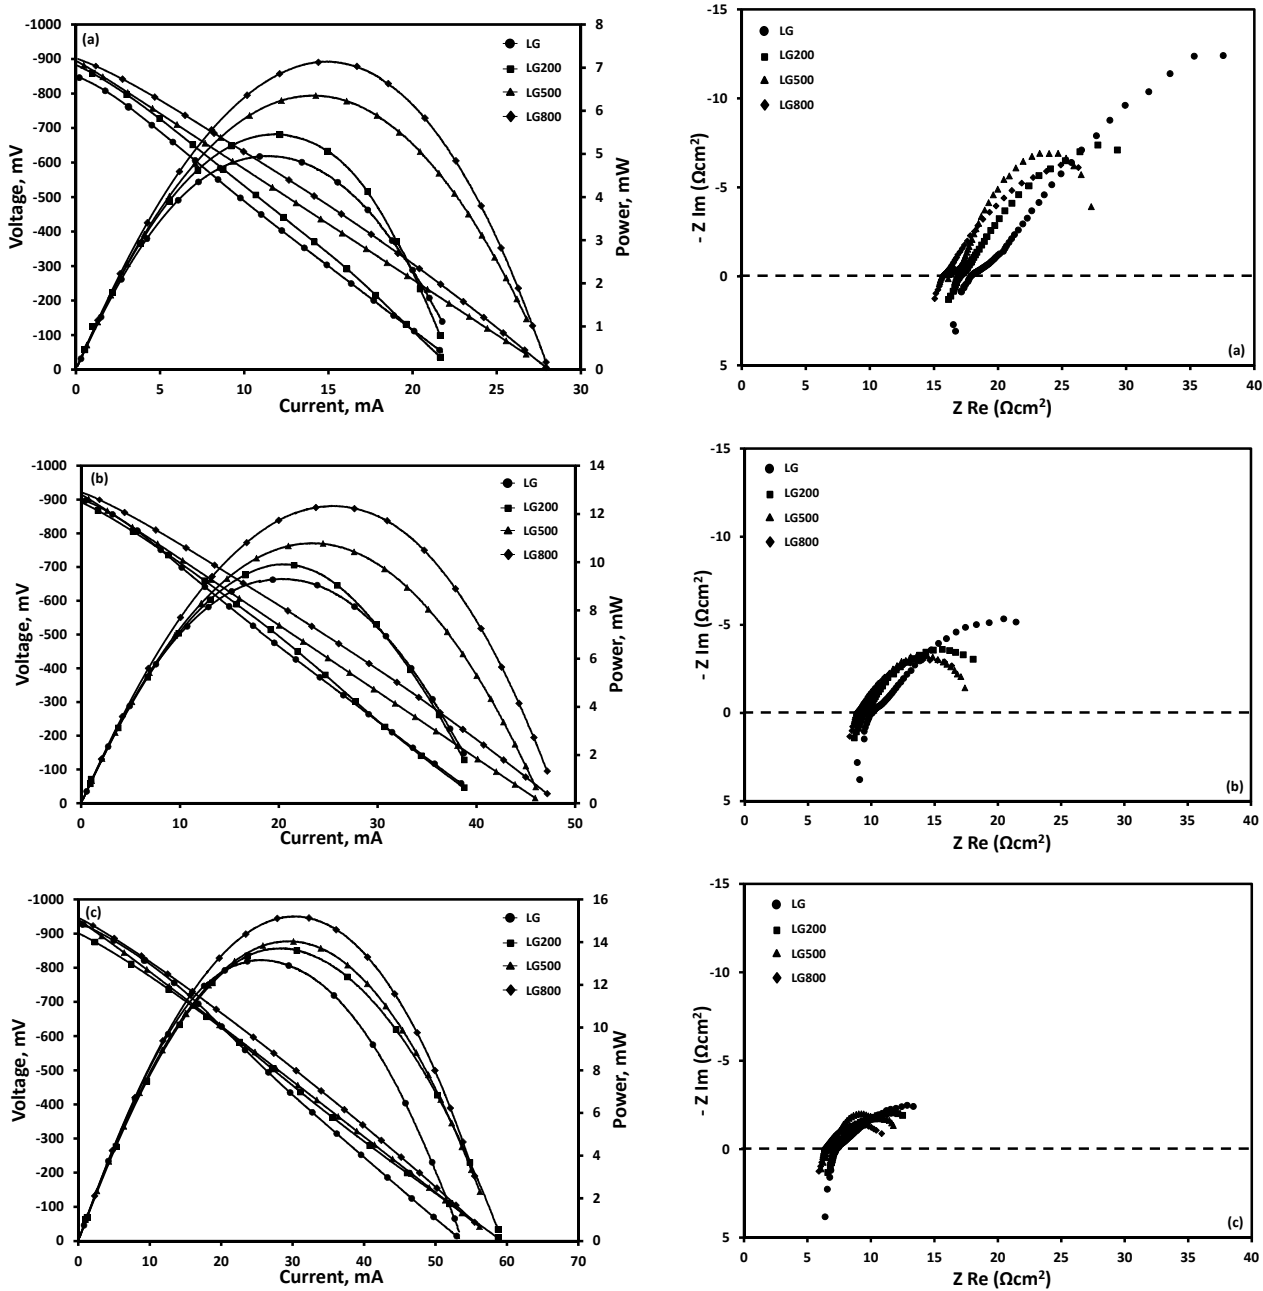 (a)
-1000
-900
-800
-700
-600
-500
-400
-300
-200
-100
0
Voltage, mV
8
7
6
5
4
3
2
1
0
Power, mW
LG
LG200
LG500
LG800
0 5 10 15 20 25 30
Current, mA
-15
-10
-5
0
5
- Z Im (Ωcm²)
LG
LG200
LG500
LG800
(a)
0 5 10 15 20 25 30 35 40
Z Re (Ωcm²)
(b)
-1000
-900
-800
-700
-600
-500
-400
-300
-200
-100
0
Voltage, mV
14
12
10
8
6
4
2
0
Power, mW
LG
LG200
LG500
LG800
0 10 20 30 40 50
Current, mA
-15
-10
-5
0
5
- Z Im (Ωcm²)
LG
LG200
LG500
LG800
(b)
0 5 10 15 20 25 30 35 40
Z Re (Ωcm²)
(c)
-1000
-900
-800
-700
-600
-500
-400
-300
-200
-100
0
Voltage, mV
16
14
12
10
8
6
4
2
0
Power, mW
LG
LG200
LG500
LG800
0 10 20 30 40 50 60 70
Current, mA
-15
-10
-5
0
5
- Z Im (Ωcm²)
LG
LG200
LG500
LG800
(c)
0 5 10 15 20 25 30 35 40
Z Re (Ωcm²)